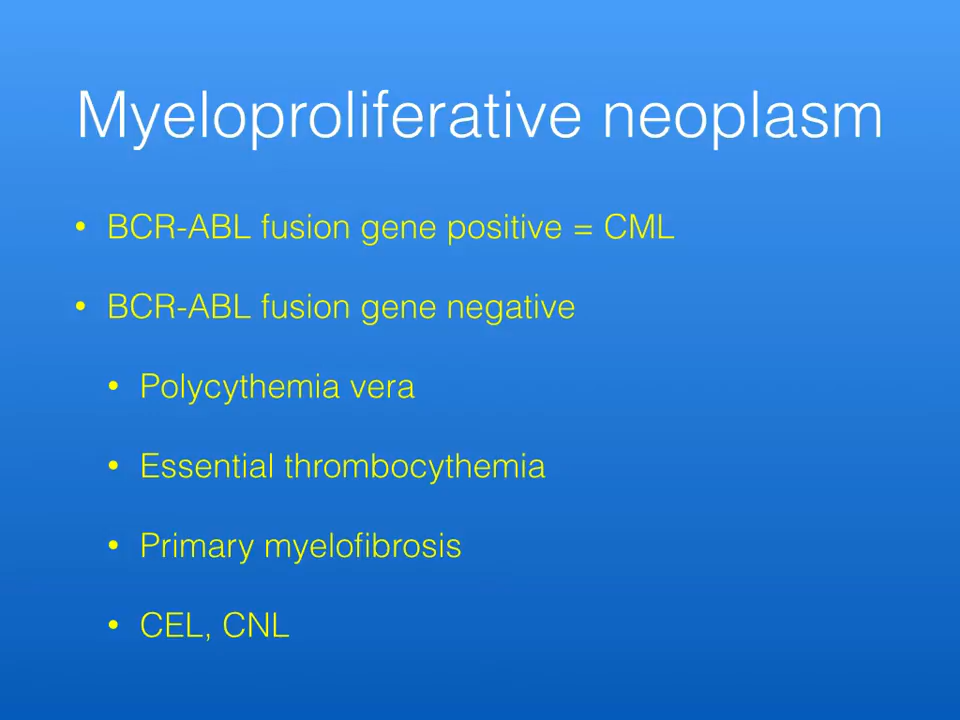 Myeloproliferative neoplasm
• BCR-ABL fusion gene positive = CML
• BCR-ABL fusion gene negative
• Polycythemia vera
• Essential thrombocythemia
• Primary myelofibrosis
• CEL, CNL